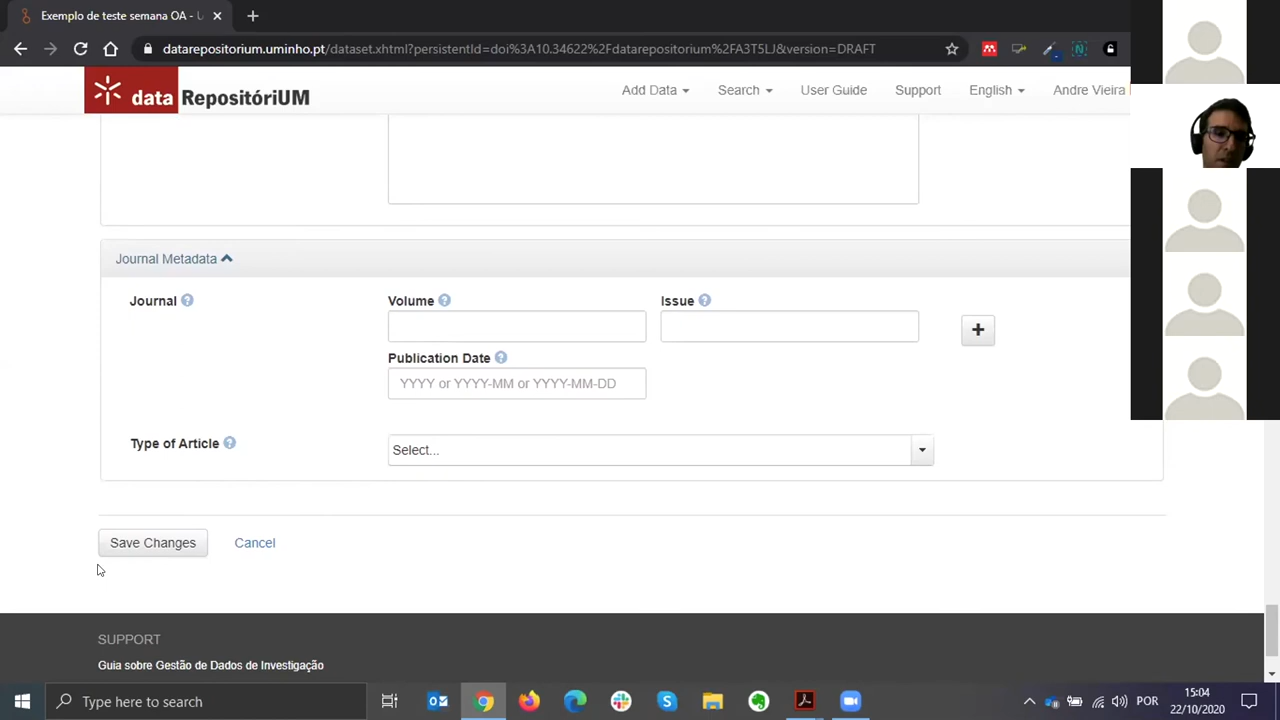 Exemplo de teste semana OA -
datarepositorium.uminho.pt/dataset.xhtml?persistentId=doi%3A10.34622%2Fdatarepositorium%2FA3T5LJ&version=DRAFT
data RepositóriUM
Add Data
Search
User Guide
Support
English
Andre Vieira
Journal Metadata
Journal
Volume
Issue
Publication Date
YYYY or YYYY-MM or YYYY-MM-DD
Type of Article
Select...
Save Changes
Cancel
SUPPORT
Guia sobre Gestão de Dados de Investigação
Type here to search
POR
15:04
22/10/2020